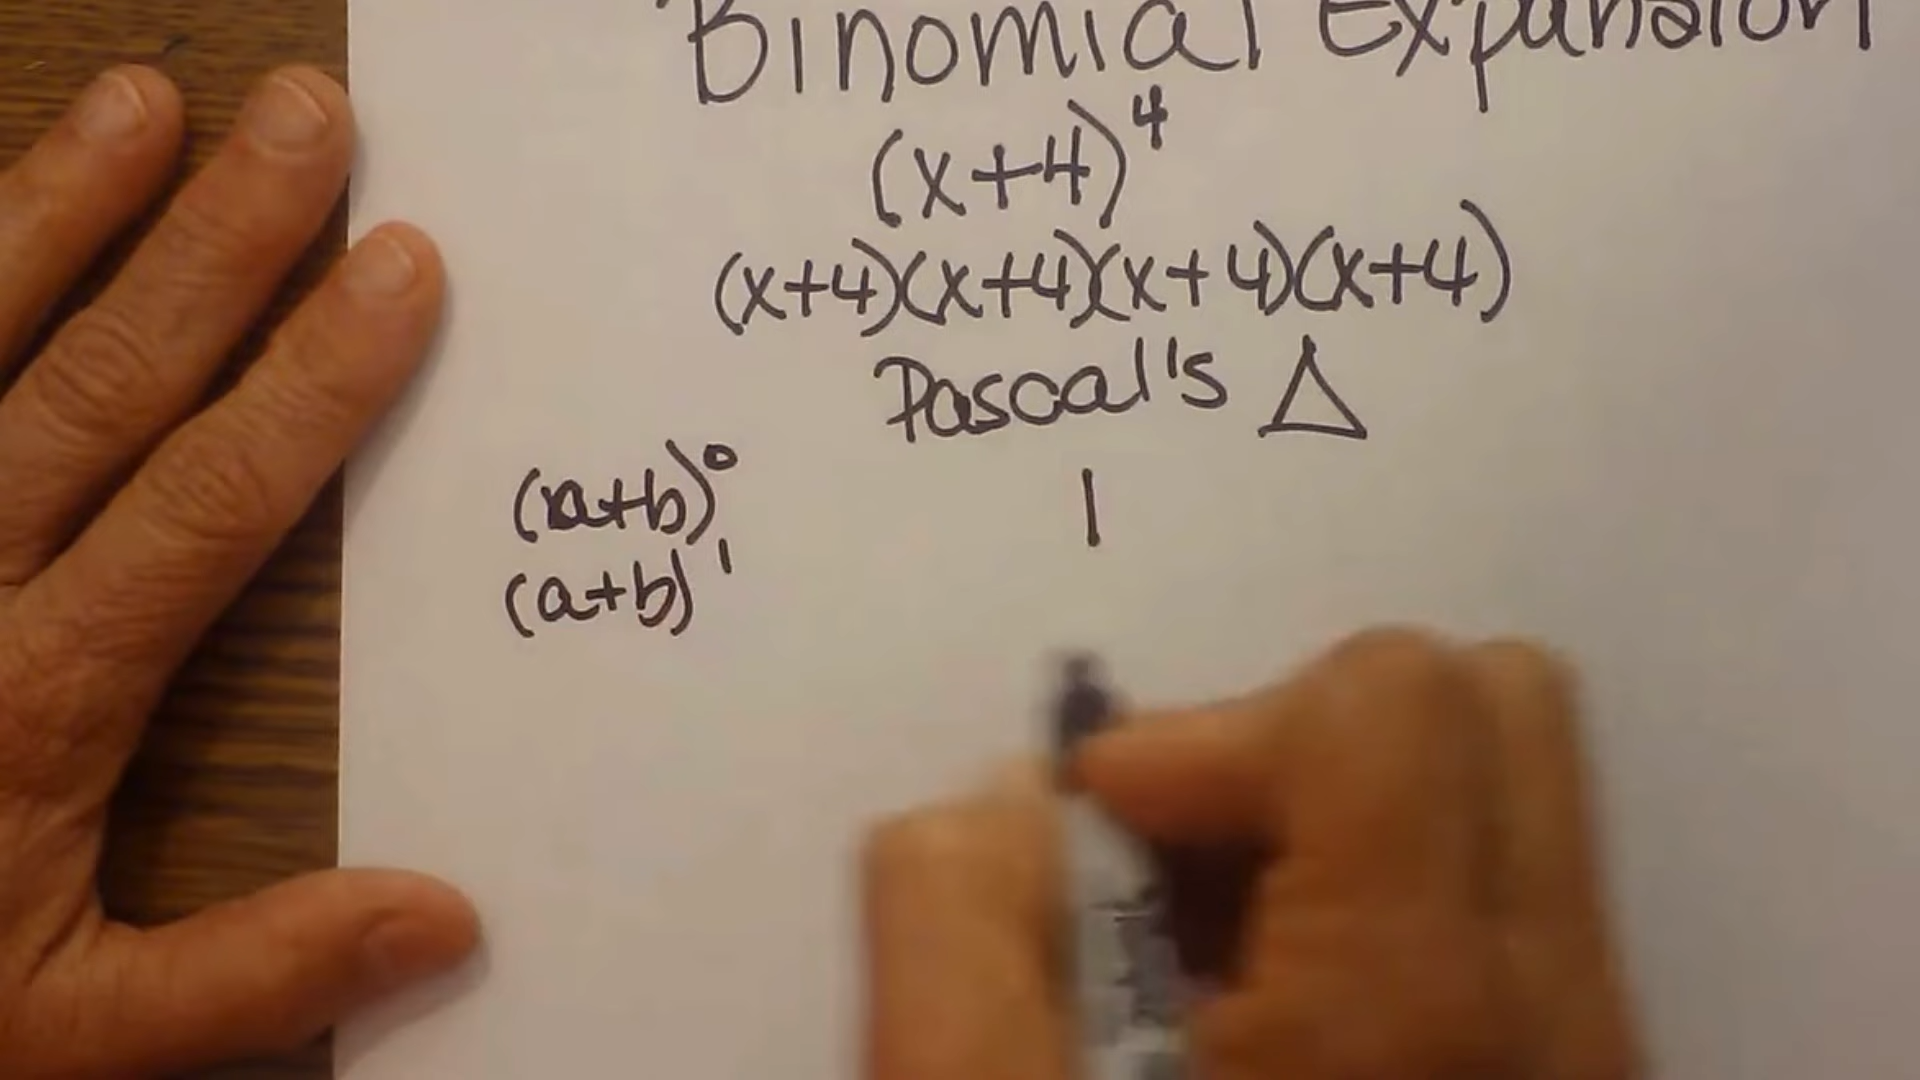 Binomial Expansion
(x+4)⁴
(x+4)(x+4)(x+4)(x+4)
Pascal's △
(a+b)⁰ 1
(a+b)¹